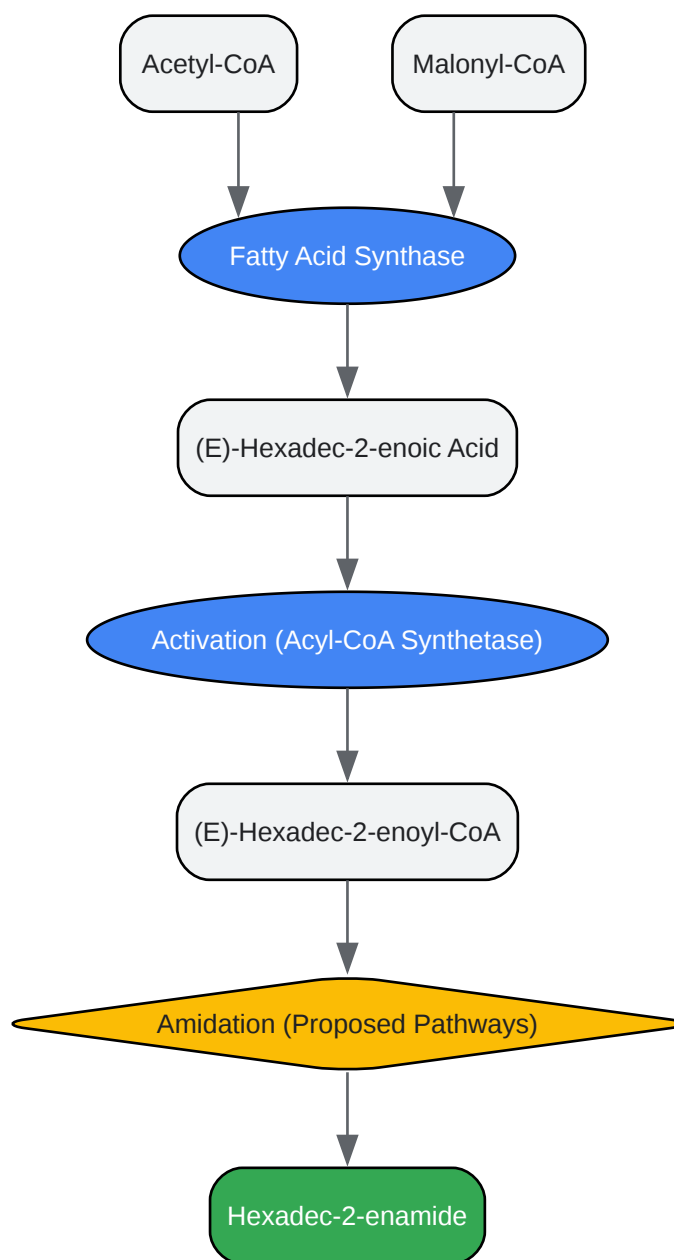 Acetyl-CoA
Malonyl-CoA
Fatty Acid Synthase
(E)-Hexadec-2-enoic Acid
Activation (Acyl-CoA Synthetase)
(E)-Hexadec-2-enoyl-CoA
Amidation (Proposed Pathways)
Hexadec-2-enamide